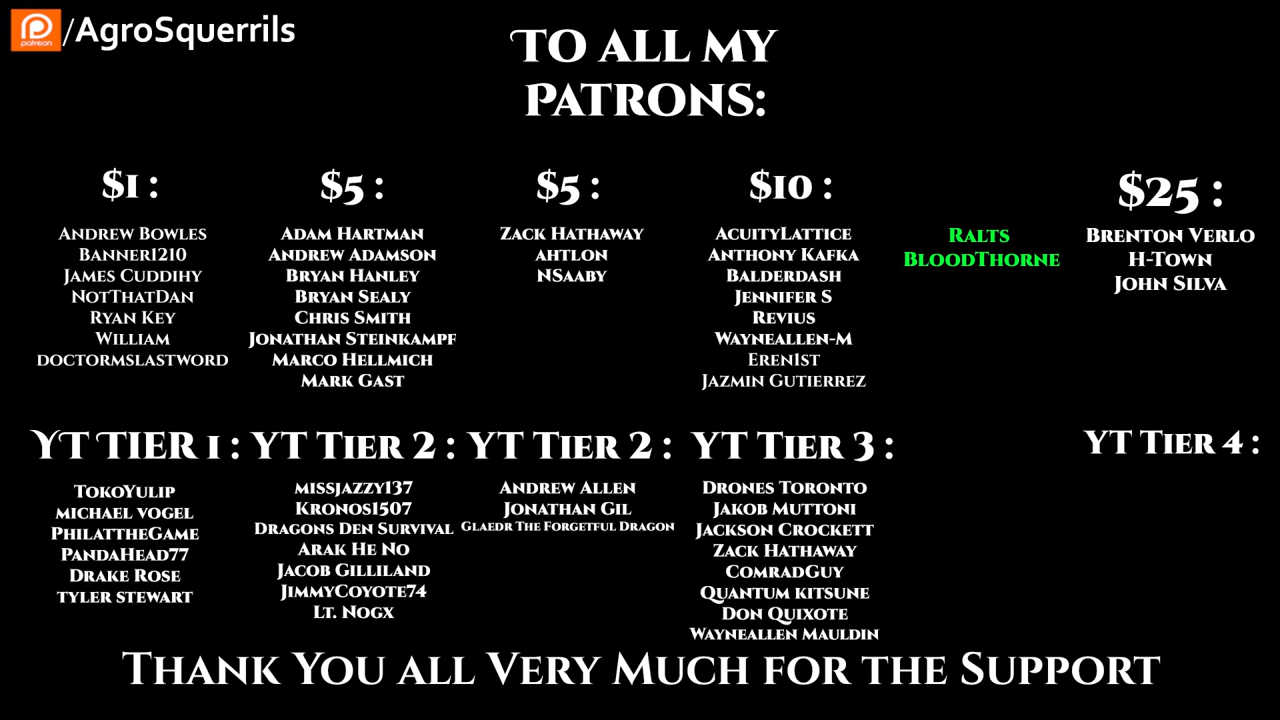 patreon
/AgroSquerrils
To all my
Patrons:
$1 :
Andrew Bowles
Banner1210
James Cuddihy
NotThatDan
Ryan Key
William
doctormslastword
$5 :
Adam Hartman
Andrew Adamson
Bryan Hanley
Bryan Sealy
Chris Smith
Jonathan Steinkampf
Marco Hellmich
Mark Gast
$5 :
Zack Hathaway
ahtlon
NSaaby
$10 :
AcuityLattice
Anthony Kafka
Balderdash
Jennifer S
Revius
Wayneallen-M
Eren1st
Jazmin Gutierrez
Ralts
BloodThorne
$25 :
Brenton Verlo
H-Town
John Silva
YT Tier 1 :
TokoYulip
michael vogel
PhilattheGame
PandaHead77
Drake Rose
tyler stewart
YT Tier 2 :
missjazzy137
Kronos1507
Dragons Den Survival
Arak He No
Jacob Gilliland
JimmyCoyote74
Lt. Nogx
YT Tier 2 :
Andrew Allen
Jonathan Gil
Glaedr The Forgetful Dragon
YT Tier 3 :
Drones Toronto
Jakob Muttoni
Jackson Crockett
Zack Hathaway
ComradGuy
Quantum kitsune
Don Quixote
Wayneallen Mauldin
YT Tier 4 :
Thank You all Very Much for the Support